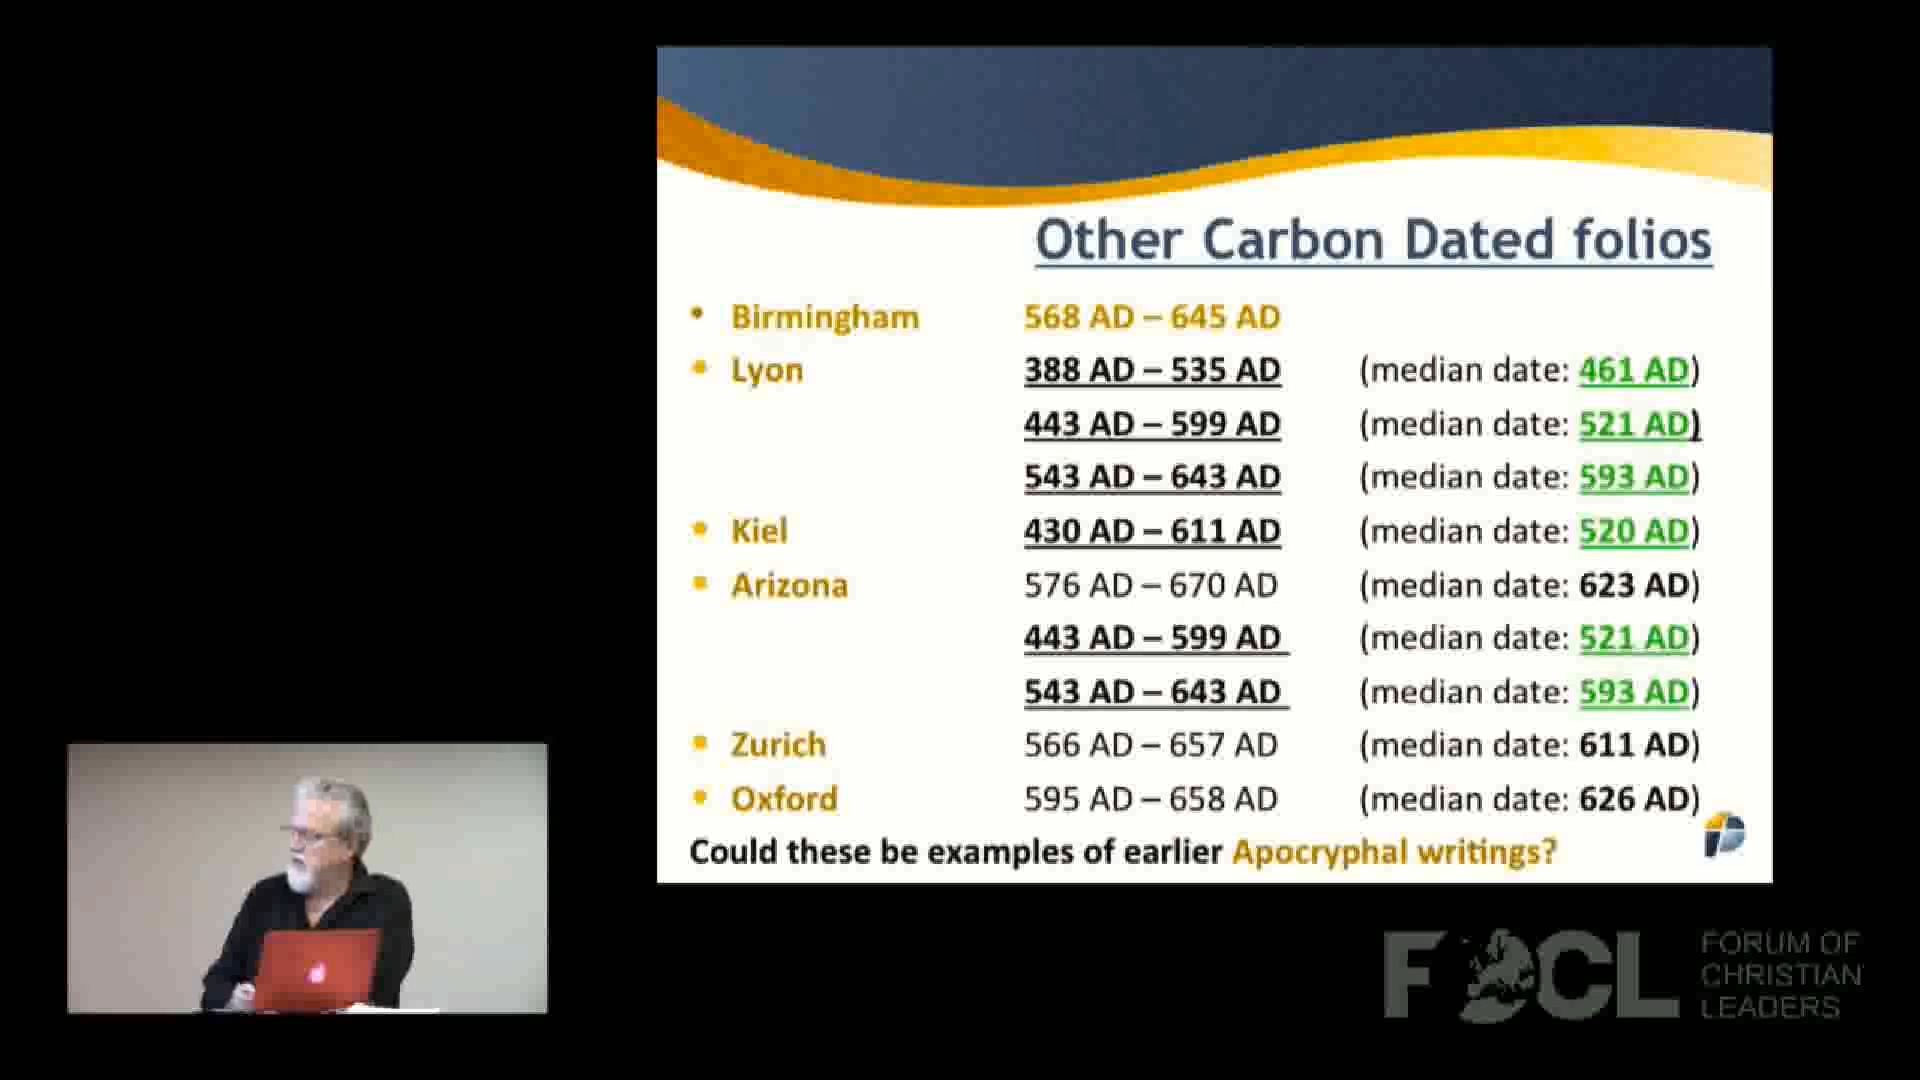 Other Carbon Dated folios
• Birmingham 568 AD – 645 AD
• Lyon 388 AD – 535 AD (median date: 461 AD)
443 AD – 599 AD (median date: 521 AD)
543 AD – 643 AD (median date: 593 AD)
• Kiel 430 AD – 611 AD (median date: 520 AD)
• Arizona 576 AD – 670 AD (median date: 623 AD)
443 AD – 599 AD (median date: 521 AD)
543 AD – 643 AD (median date: 593 AD)
• Zurich 566 AD – 657 AD (median date: 611 AD)
• Oxford 595 AD – 658 AD (median date: 626 AD)
Could these be examples of earlier Apocryphal writings?
FOCL
FORUM OF
CHRISTIAN
LEADERS